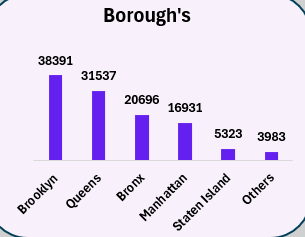 Borough's
38391
31537
20696
16931
5323
3983
Brooklyn
Queens
Bronx
Manhattan
Staten Island
Others